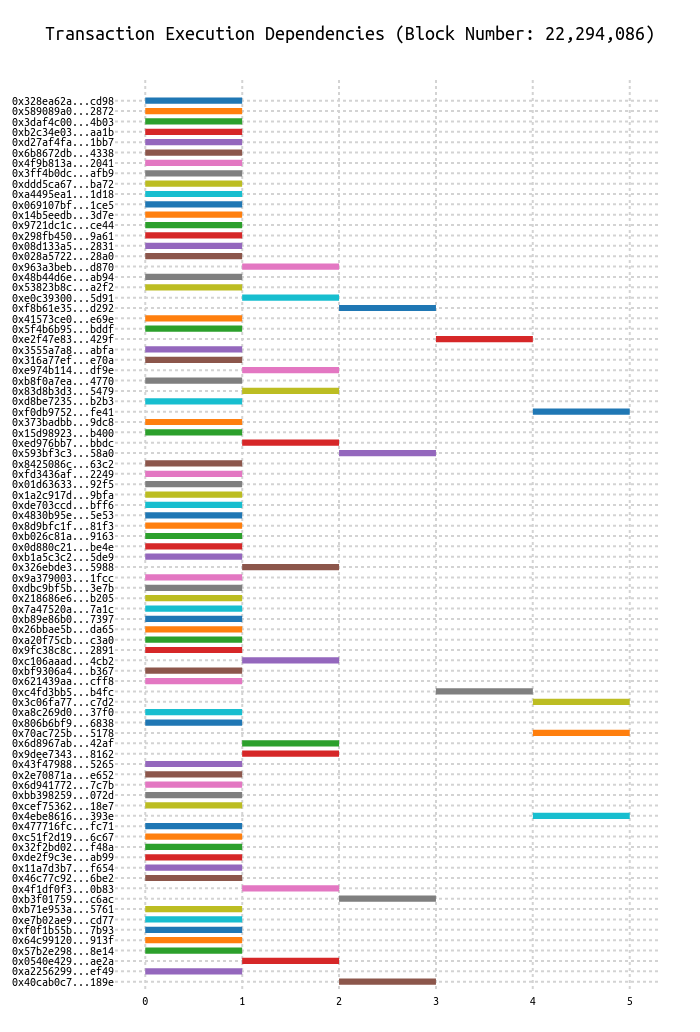 Transaction Execution Dependencies (Block Number: 22,294,086)
0x328ea62a...cd98
0x589089a0...2872
0x3daf4c00...4b03
0xb2c34e03...aa1b
0xd27af4fa...1bb7
0x6b8672db...4338
0x4f9b813a...2041
0x3ff4b0dc...afb9
0xddd5ca67...ba72
0xa4495ea1...1d18
0x069107bf...1ce5
0x14b5eedb...3d7e
0x9721dc1c...ce44
0x298fb450...9a61
0x08d133a5...2831
0x028a5722...28a0
0x963a3beb...d870
0x48b44d6e...ab94
0x53823b8c...a2f2
0xe0c39300...5d91
0xf8b61e35...d292
0x41573ce0...e69e
0x5f4b6b95...bddf
0xe2f47e83...429f
0x3555a7a8...abfa
0x316a77ef...e70a
0xe974b114...df9e
0xb8f0a7ea...4770
0x83d8b3d3...5479
0xd8be7235...b2b3
0xf0db9752...fe41
0x373badbb...9dc8
0x15d98923...b400
0xed976bb7...bbdc
0x593bf3c3...58a0
0x8425086c...63c2
0xfd3436af...2249
0x01d63633...92f5
0x1a2c917d...9bfa
0xde703ccd...bff6
0x4830b95e...5e53
0x8d9bfc1f...81f3
0xb026c81a...9163
0x0d880c21...be4e
0xb1a5c3c2...5de9
0x326ebde3...5988
0x9a379003...1fcc
0xdbc9bf5b...3e7b
0x218686e6...b205
0x7a47520a...7a1c
0xb89e86b0...7397
0x26bbae5b...da65
0xa20f75cb...c3a0
0x9fc38c8c...2891
0xc106aaad...4cb2
0xbf9306a4...b367
0x621439aa...cff8
0xc4fd3bb5...b4fc
0x3c06fa77...c7d2
0xa8c269d0...37f0
0x806b6bf9...6838
0x70ac725b...5178
0x6d8967ab...42af
0x9dee7343...8162
0x43f47988...5265
0x2e70871a...e652
0x6d941772...7c7b
0xbb398259...072d
0xcef75362...18e7
0x4ebe8616...393e
0x477716fc...fc71
0xc51f2d19...6c67
0x32f2bd02...f48a
0xde2f9c3e...ab99
0x11a7d3b7...f654
0x46c77c92...6be2
0x4f1df0f3...0b83
0xb3f01759...c6ac
0xb71e953a...5761
0xe7b02ae9...cd77
0xf0f1b55b...7b93
0x64c99120...913f
0x57b2e298...8e14
0x0540e429...ae2a
0xa2256299...ef49
0x40cab0c7...189e
0 1 2 3 4 5